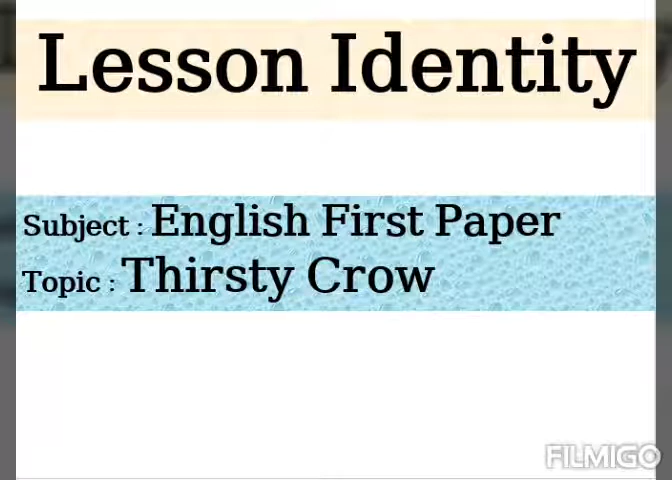 Lesson Identity
Subject : English First Paper
Topic : Thirsty Crow
FILMIGO